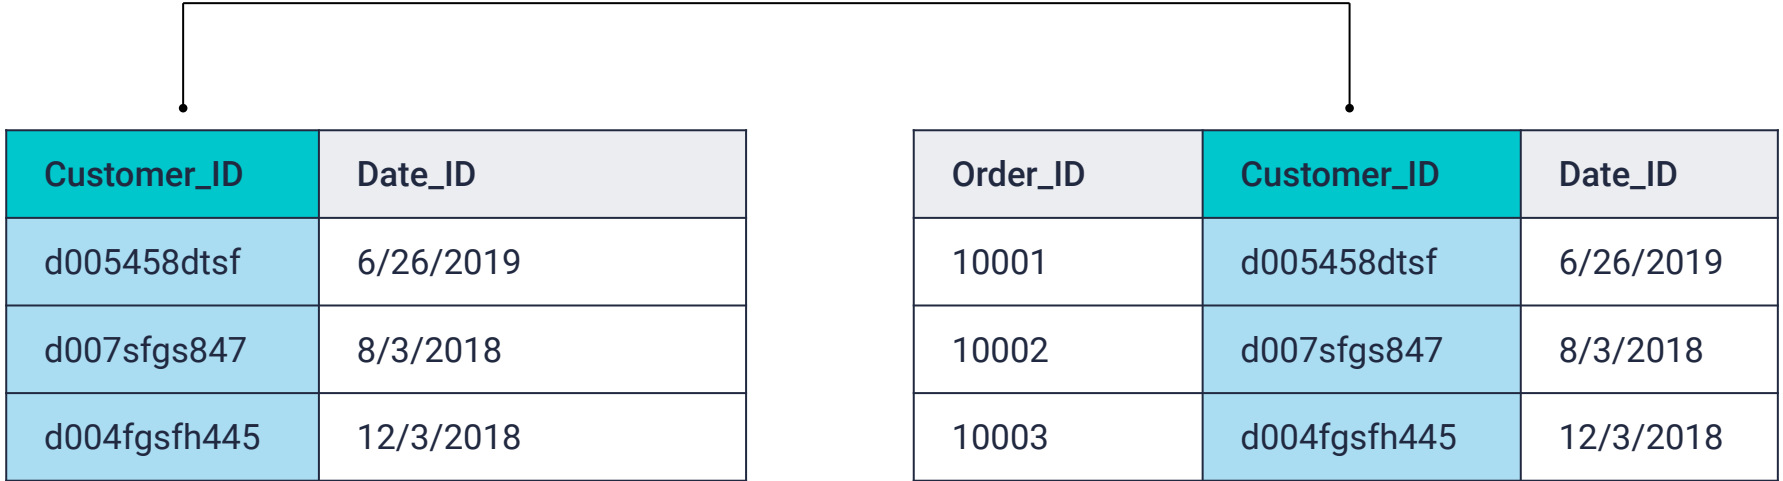 Customer_ID Date_ID
d005458dtsf 6/26/2019
d007sfgs847 8/3/2018
d004fgsfh445 12/3/2018
Order_ID Customer_ID Date_ID
10001 d005458dtsf 6/26/2019
10002 d007sfgs847 8/3/2018
10003 d004fgsfh445 12/3/2018